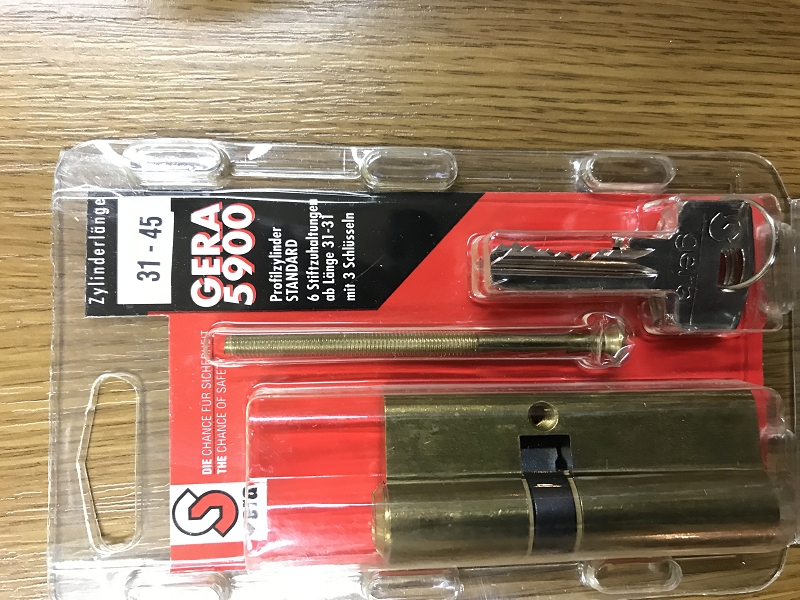 Zylinderlänge
31 - 45
GERA
5900
Profilzylinder
STANDARD
6 Stiftzuhaltungen
ab Länge 31-31
mit 3 Schlüsseln
DIE CHANCE FÜR SICHERHEIT
THE CHANCE OF SAFETY
gera